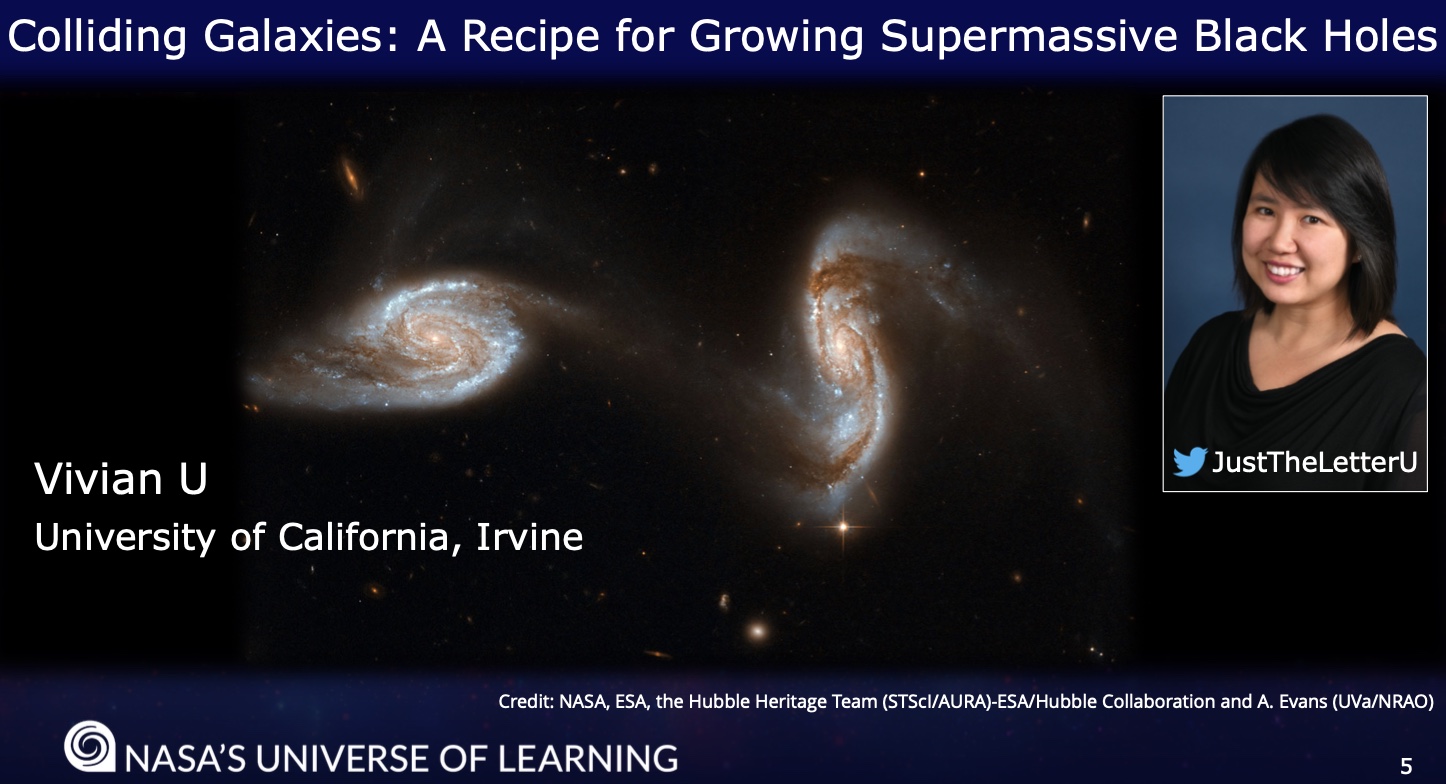 Colliding Galaxies: A Recipe for Growing Supermassive Black Holes
JustTheLetterU
Vivian U
University of California, Irvine
Credit: NASA, ESA, the Hubble Heritage Team (STScI/AURA)-ESA/Hubble Collaboration and A. Evans (UVa/NRAO)
NASA'S UNIVERSE OF LEARNING
5